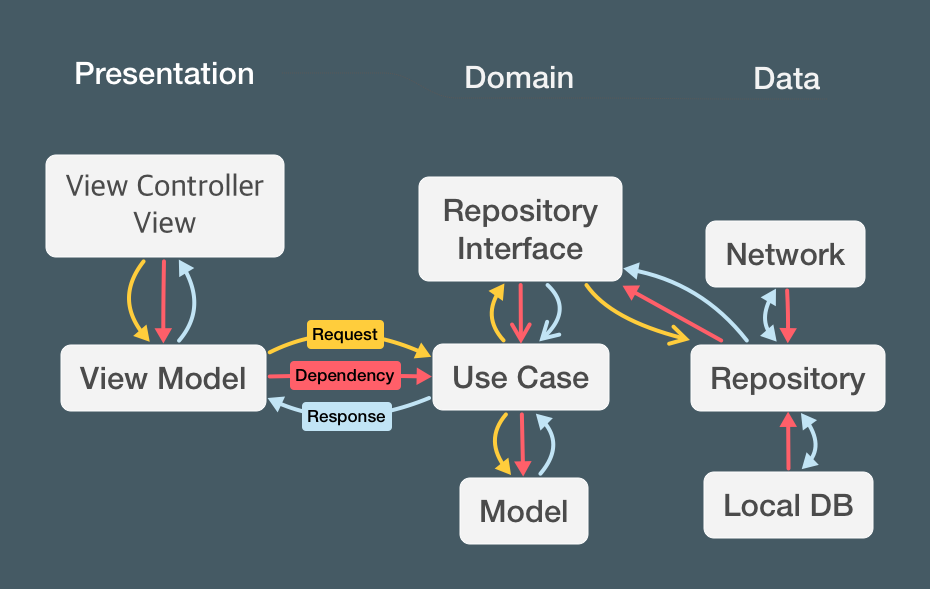 Presentation
Domain
Data
View Controller
View
Repository
Interface
Network
Request
View Model
Dependency
Use Case
Repository
Response
Model
Local DB